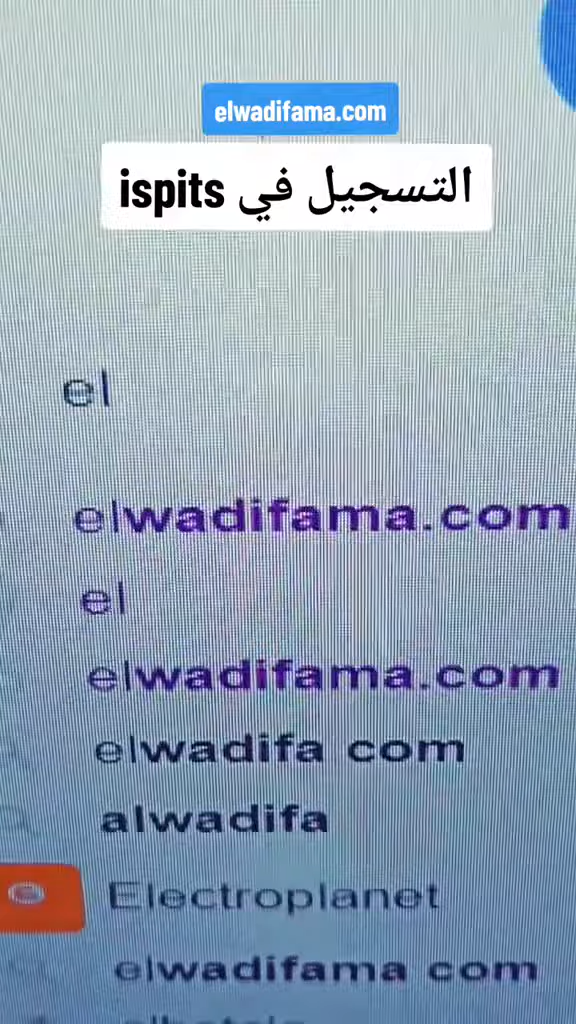 elwadifama.com
التسجيل في ispits
el
elwadifama.com
el
elwadifama.com
elwadifa com
alwadifa
Electroplanet
elwadifama com